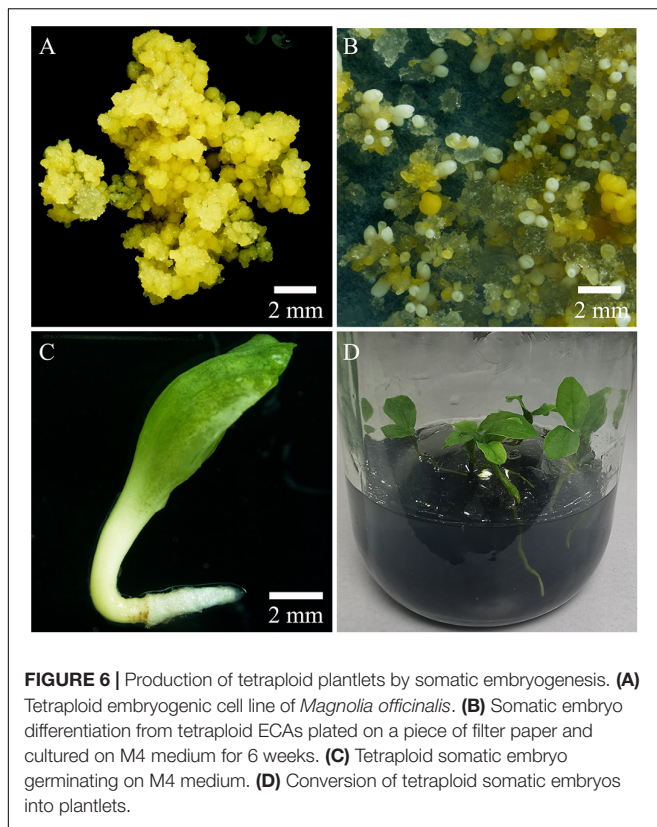 A
B
2 mm
2 mm
C
D
2 mm
FIGURE 6 | Production of tetraploid plantlets by somatic embryogenesis. (A)
Tetraploid embryogenic cell line of Magnolia officinalis. (B) Somatic embryo
differentiation from tetraploid ECAs plated on a piece of filter paper and
cultured on M4 medium for 6 weeks. (C) Tetraploid somatic embryo
germinating on M4 medium. (D) Conversion of tetraploid somatic embryos
into plantlets.